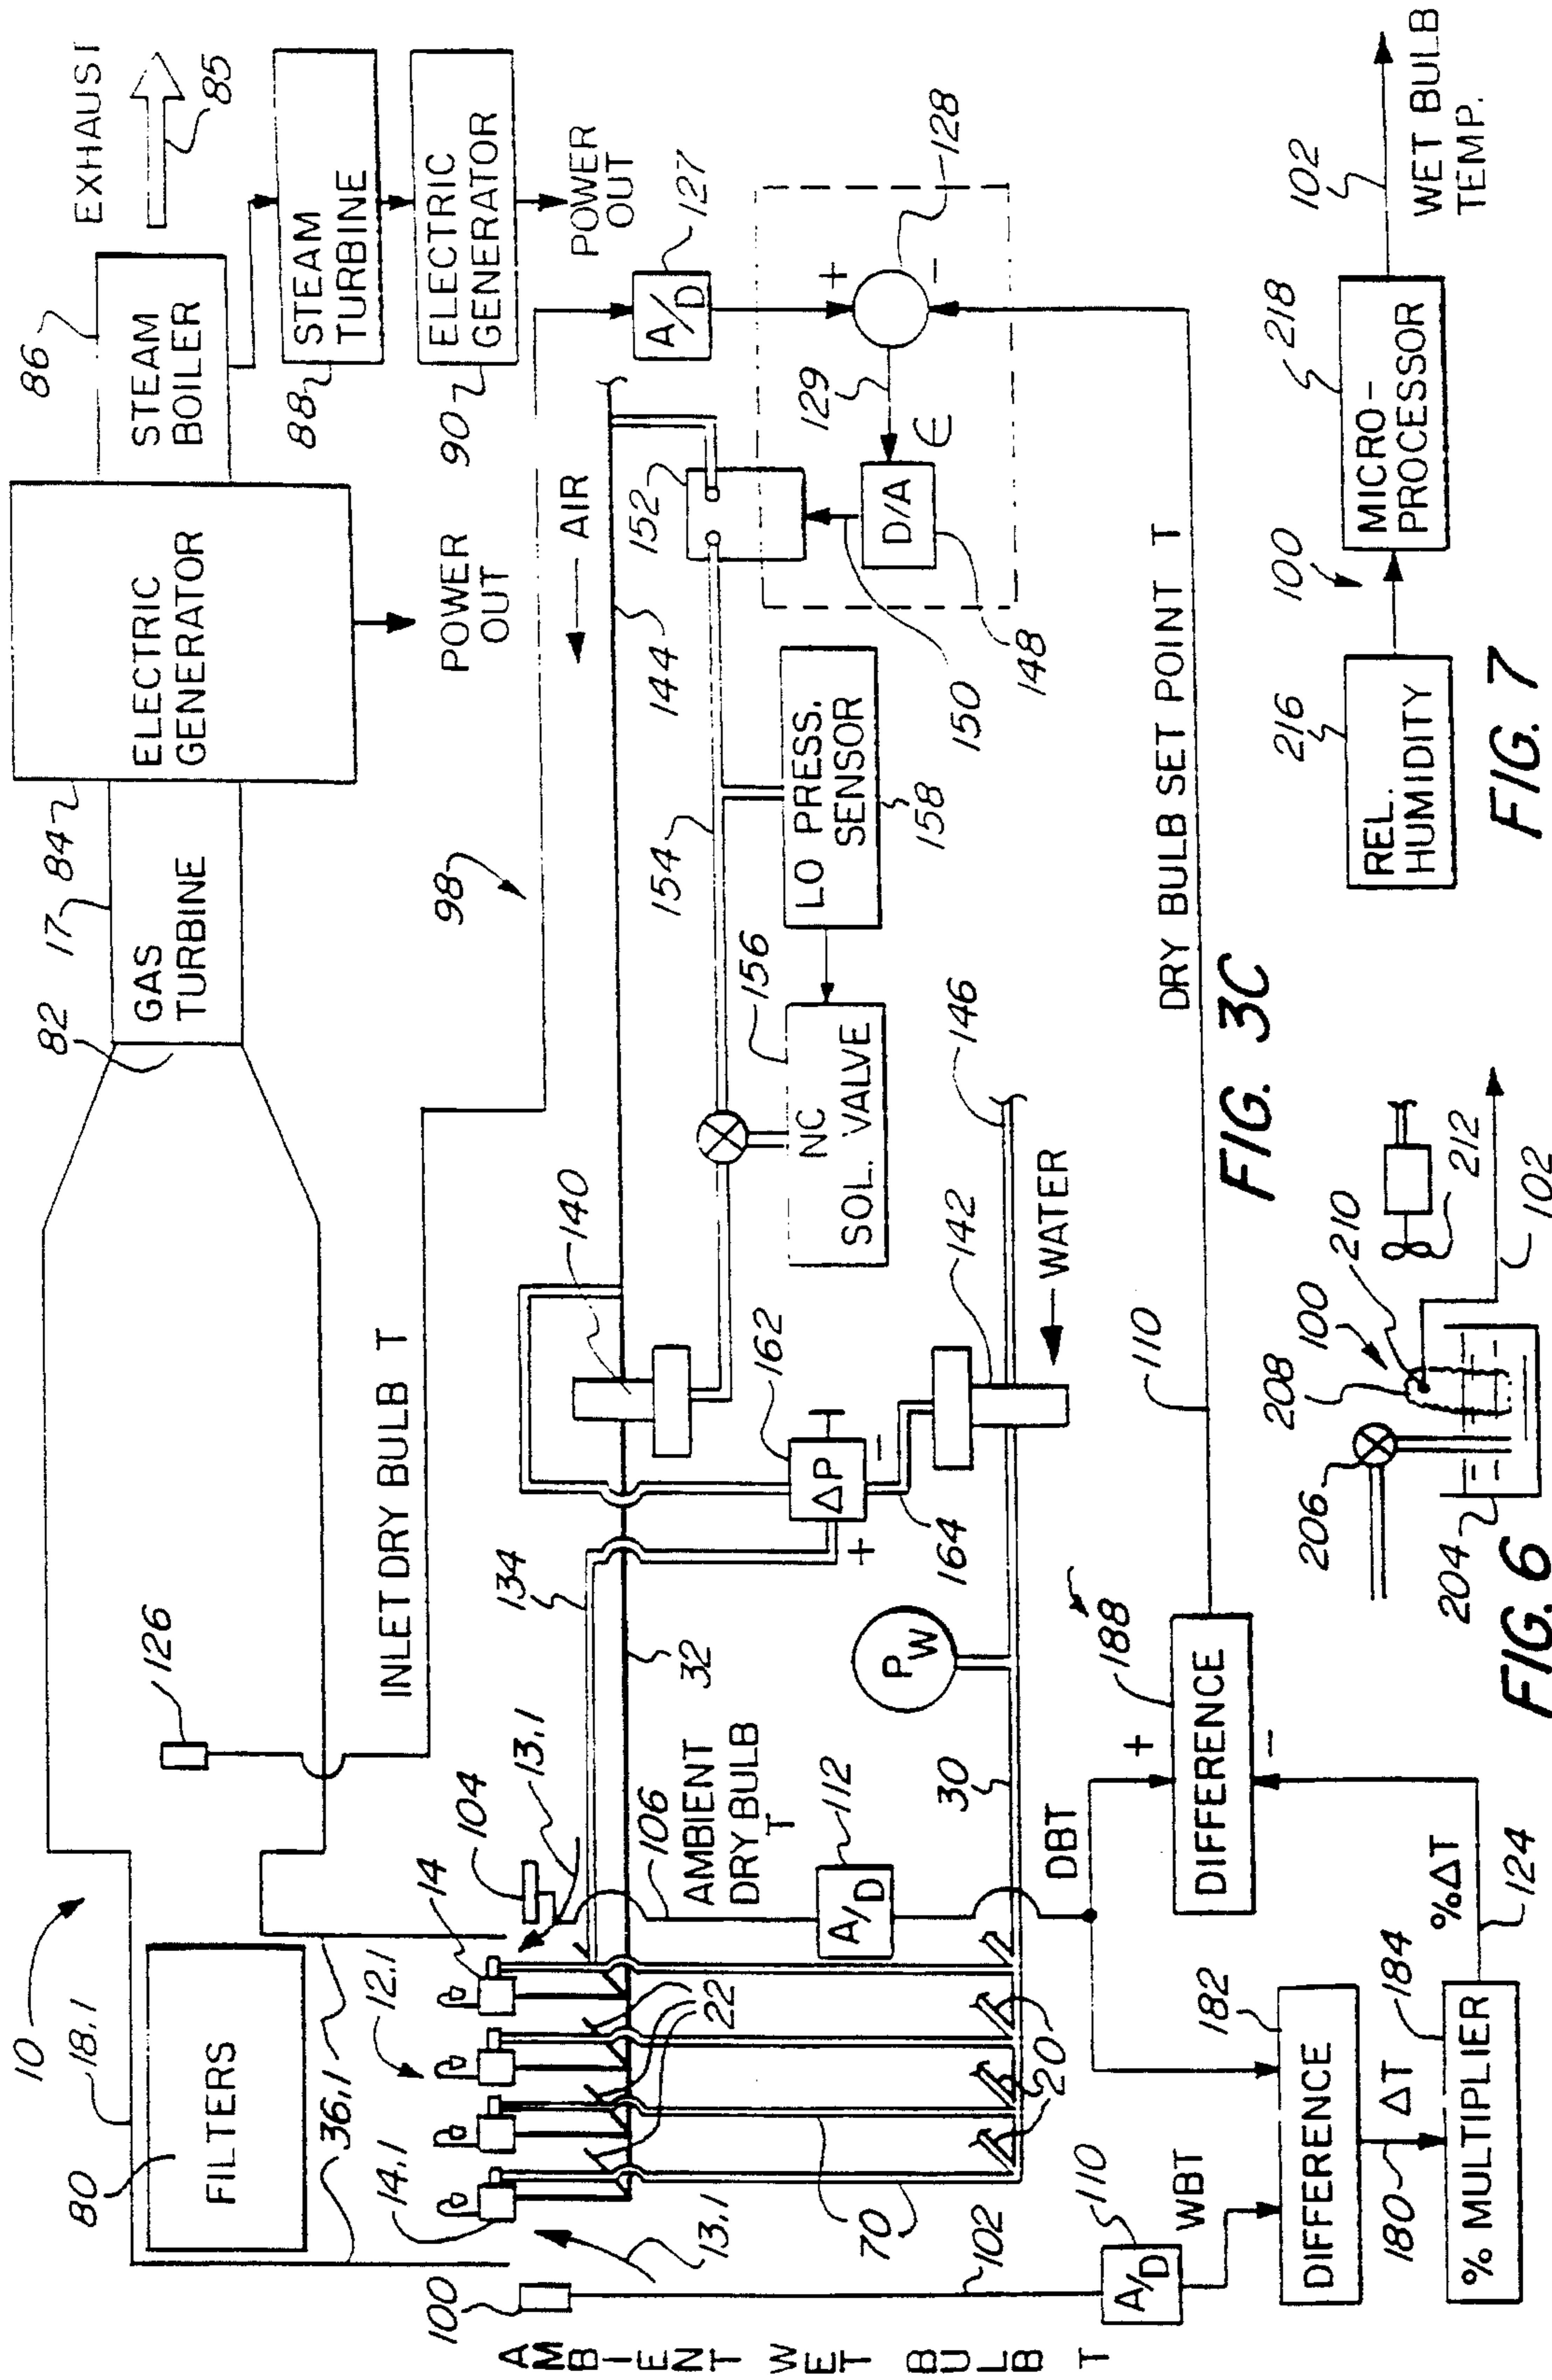 EXHAUST
85
86
STEAM
BOILER
STEAM
TURBINE
88
ELECTRIC
GENERATOR
90
POWER
OUT
ELECTRIC
GENERATOR
84
POWER
OUT
17
GAS
TURBINE
82
10
18.1
80
FILTERS
36.1
126
INLET DRY BULB T
98
A/D
127
128
+
-
129
ϵ
D/A
148
150
152
AIR
144
154
LO PRESS.
SENSOR
158
156
NC
SOL. VALVE
140
146
142
WATER
162
ΔP
+
-
164
134
32
PW
30
104
13.1
14
12.1
14.1
22
106
AMBIENT
DRY BULB
T
112
A/D
20
70
13.1
100
102
AMBIENT WET BULB T
110
A/D
WBT
DBT
182
DIFFERENCE
180
ΔT
184
% MULTIPLIER
%ΔT
124
188
DIFFERENCE
+
-
110
DRY BULB SET POINT T
FIG. 3C
206
208
100
210
212
204
102
FIG. 6
216
REL.
HUMIDITY
100
218
MICRO-
PROCESSOR
102
WET BULB
TEMP.
FIG. 7